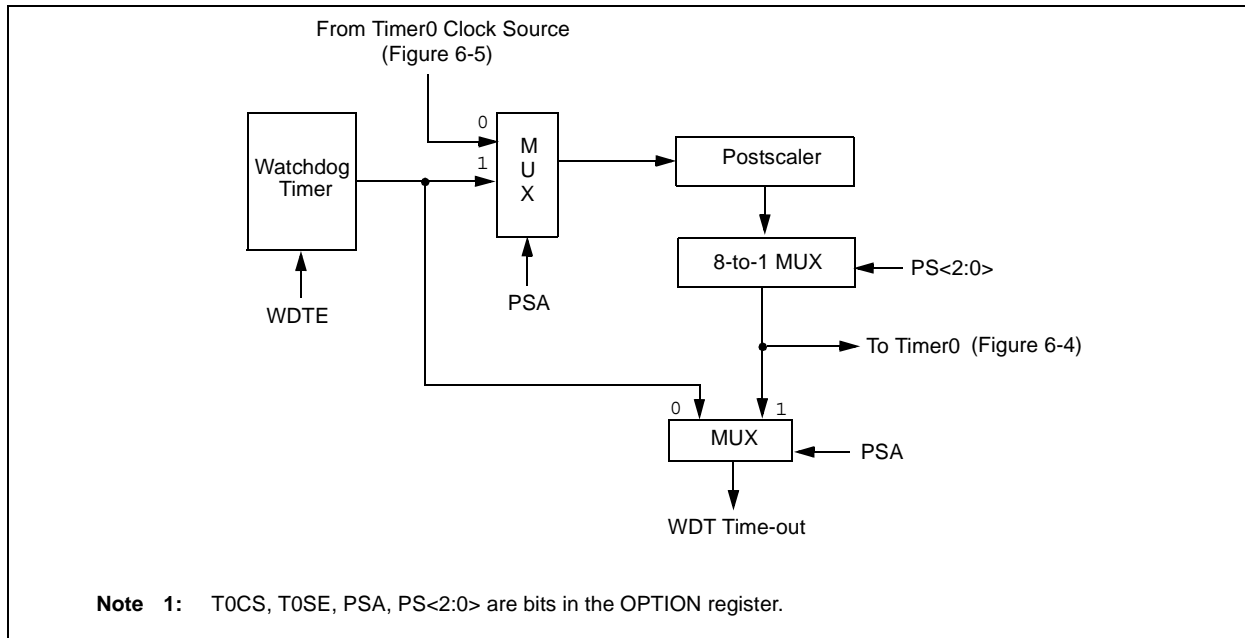 From Timer0 Clock Source
(Figure 6-5)
0
1
M
U
X
Watchdog
Timer
Postscaler
8-to-1 MUX
PS<2:0>
WDTE
PSA
To Timer0 (Figure 6-4)
0
1
MUX
PSA
WDT Time-out
Note 1: T0CS, T0SE, PSA, PS<2:0> are bits in the OPTION register.